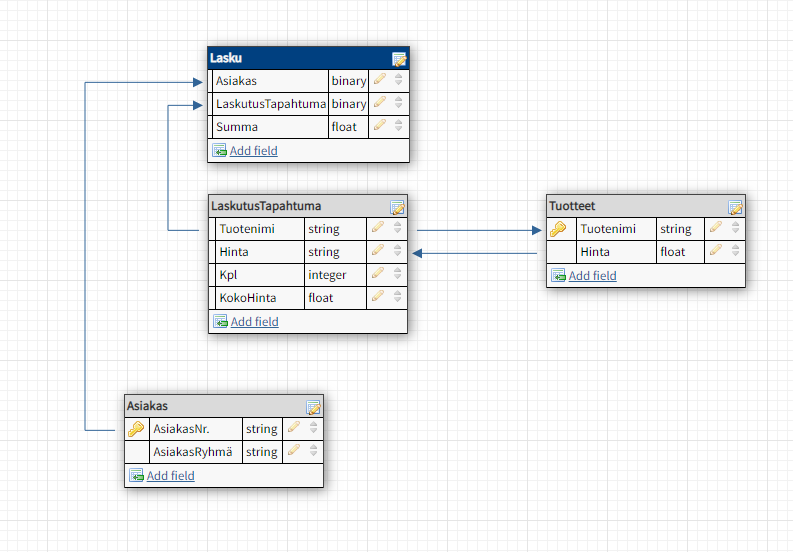 Lasku
Asiakas binary
LaskutusTapahtuma binary
Summa float
Add field
LaskutusTapahtuma
Tuotenimi string
Hinta string
Kpl integer
KokoHinta float
Add field
Tuotteet
Tuotenimi string
Hinta float
Add field
Asiakas
AsiakasNr. string
AsiakasRyhmä string
Add field